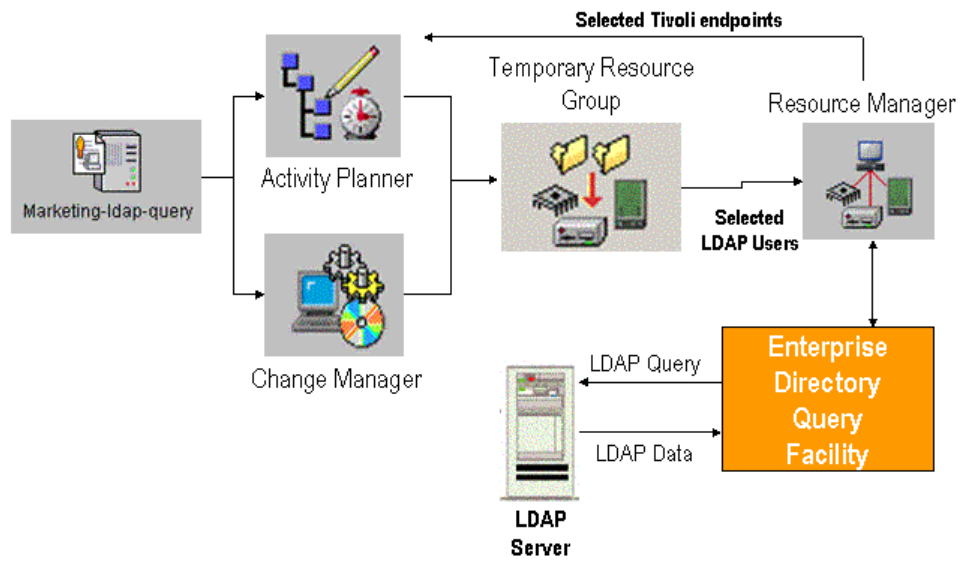 Selected Tivoli endpoints
Temporary Resource
Group
Resource Manager
Marketing-ldap-query
Activity Planner
Selected
LDAP Users
Change Manager
Enterprise
Directory
Query
Facility
LDAP Query
LDAP Data
LDAP
Server